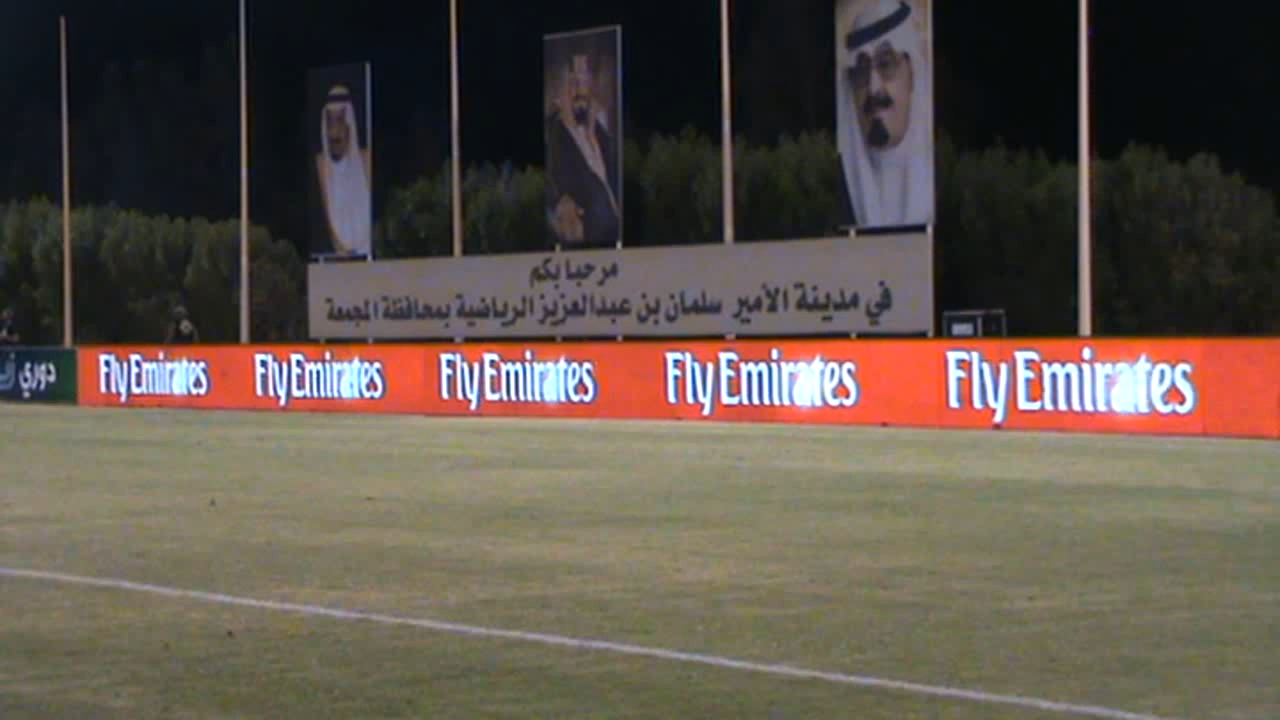 مرحبا بكم
في مدينة الأمير سلمان بن عبدالعزيز الرياضية بمحافظة المجمعة
دوري
Fly Emirates Fly Emirates Fly Emirates Fly Emirates Fly Emirates